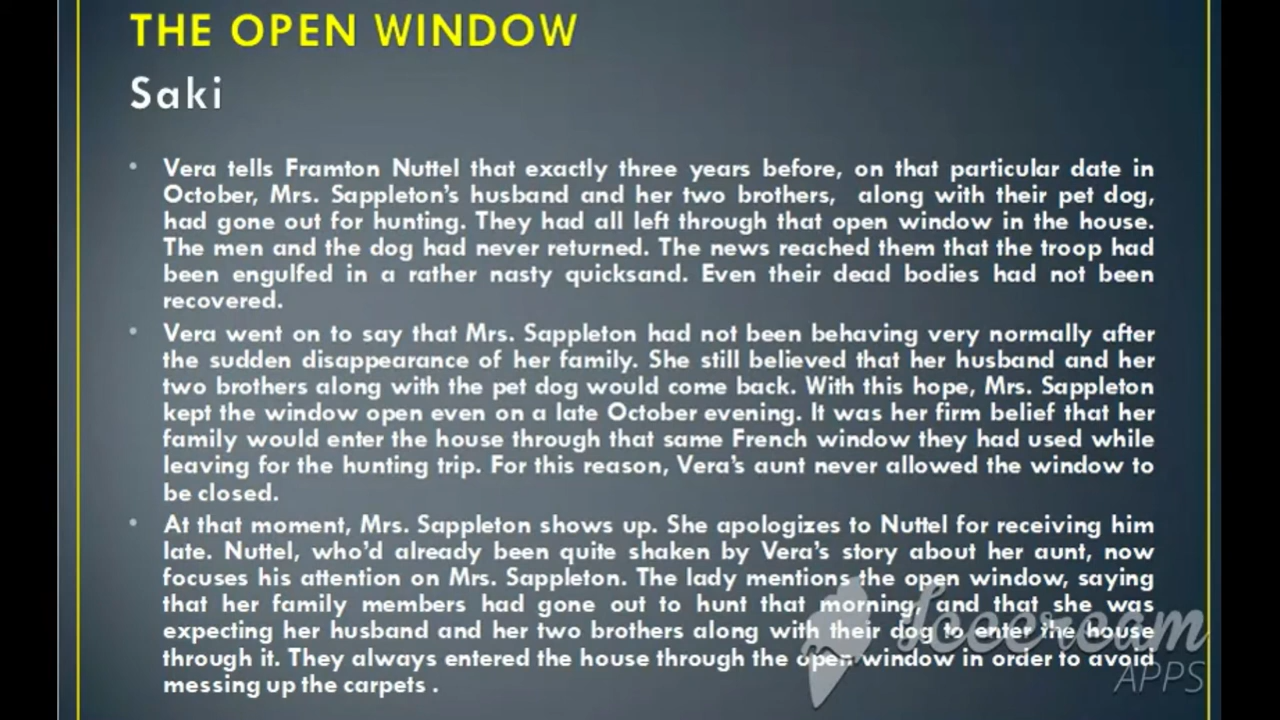 THE OPEN WINDOW
Saki
• Vera tells Framton Nuttel that exactly three years before, on that particular date in
October, Mrs. Sappleton's husband and her two brothers, along with their pet dog,
had gone out for hunting. They had all left through that open window in the house.
The men and the dog had never returned. The news reached them that the troop had
been engulfed in a rather nasty quicksand. Even their dead bodies had not been
recovered.
• Vera went on to say that Mrs. Sappleton had not been behaving very normally after
the sudden disappearance of her family. She still believed that her husband and her
two brothers along with the pet dog would come back. With this hope, Mrs. Sappleton
kept the window open even on a late October evening. It was her firm belief that her
family would enter the house through that same French window they had used while
leaving for the hunting trip. For this reason, Vera's aunt never allowed the window to
be closed.
• At that moment, Mrs. Sappleton shows up. She apologizes to Nuttel for receiving him
late. Nuttel, who'd already been quite shaken by Vera's story about her aunt, now
focuses his attention on Mrs. Sappleton. The lady mentions the open window, saying
that her family members had gone out to hunt that morning, and that she was
expecting her husband and her two brothers along with their dog to enter the house
through it. They always entered the house through the open window in order to avoid
messing up the carpets .
Icecream
APPS